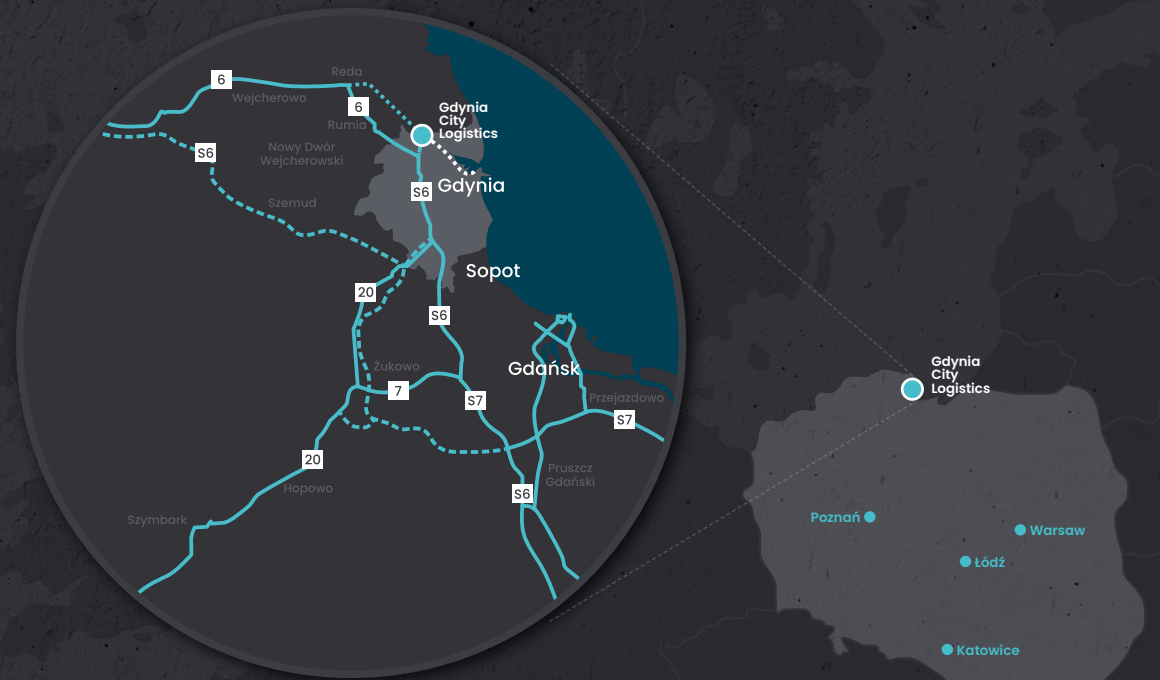 Reda
6
Wejcherowo
6
Gdynia
City
Logistics
Rumia
Nowy Dwór
Wejcherowski
S6
S6
Gdynia
Szemud
Sopot
20
S6
Żukowo
Gdańsk
7
S7
Przejazdowo
S7
20
Pruszcz
Gdański
Hopowo
S6
Szymbark
Gdynia
City
Logistics
Poznań
Warsaw
Łódź
Katowice